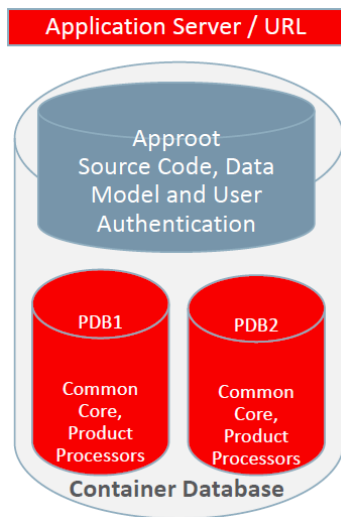 Application Server / URL
Approot
Source Code, Data
Model and User
Authentication
PDB1
Common
Core,
Product
Processors
PDB2
Common
Core,
Product
Processors
Container Database